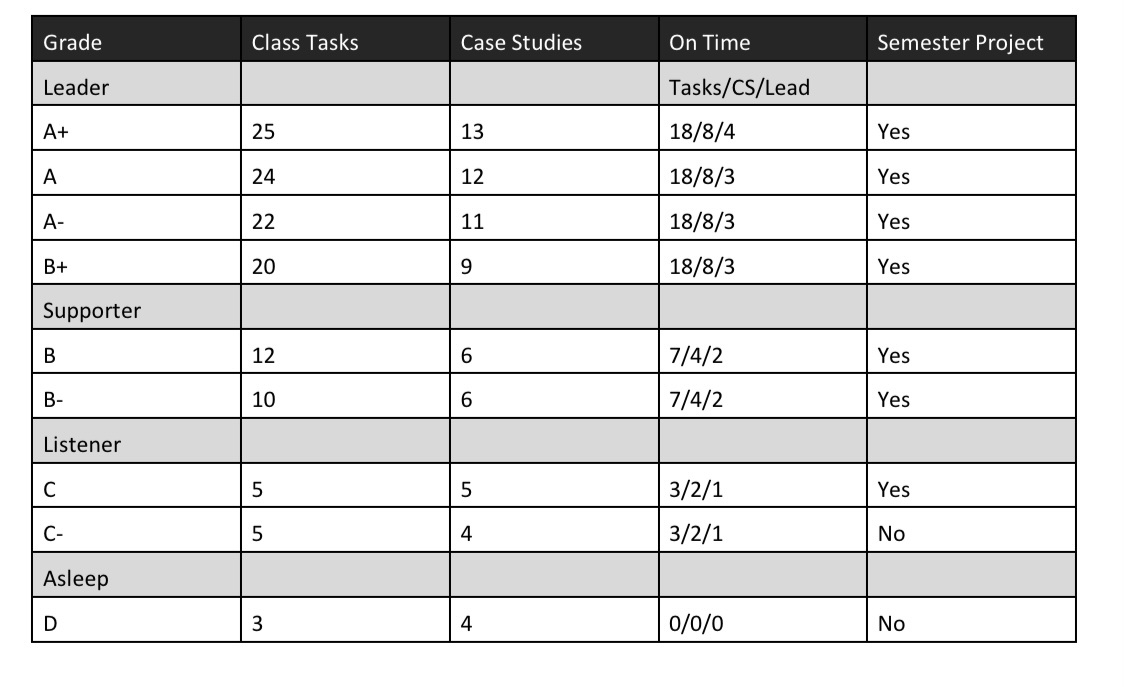 Grade Class Tasks Case Studies On Time Semester Project
Leader Tasks/CS/Lead
A+ 25 13 18/8/4 Yes
A 24 12 18/8/3 Yes
A- 22 11 18/8/3 Yes
B+ 20 9 18/8/3 Yes
Supporter
B 12 6 7/4/2 Yes
B- 10 6 7/4/2 Yes
Listener
C 5 5 3/2/1 Yes
C- 5 4 3/2/1 No
Asleep
D 3 4 0/0/0 No